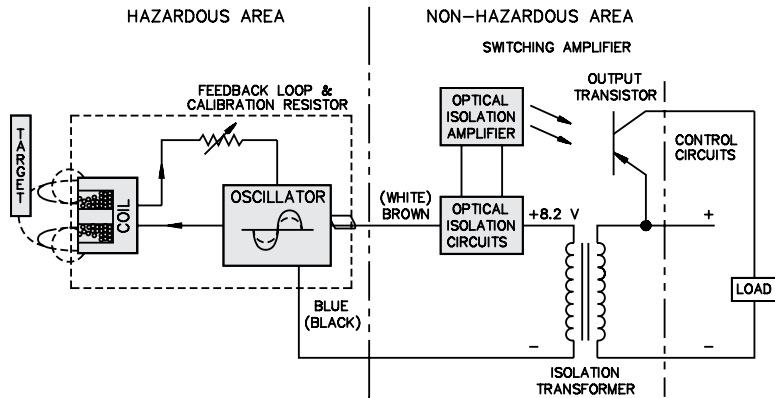 HAZARDOUS AREA
NON-HAZARDOUS AREA
SWITCHING AMPLIFIER
FEEDBACK LOOP &
CALIBRATION RESISTOR
OUTPUT
TRANSISTOR
OPTICAL
ISOLATION
AMPLIFIER
CONTROL
CIRCUITS
TARGET
COIL
OSCILLATOR
(WHITE)
BROWN
OPTICAL
ISOLATION
CIRCUITS
+8.2 V
+
LOAD
BLUE
(BLACK)
–
–
ISOLATION
TRANSFORMER